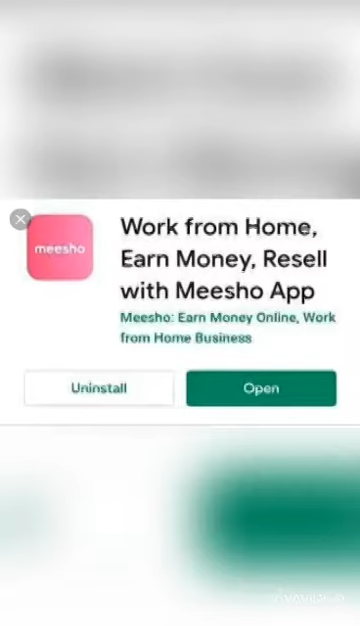 meesho
Work from Home,
Earn Money, Resell
with Meesho App
Meesho: Earn Money Online, Work
from Home Business
Uninstall
Open